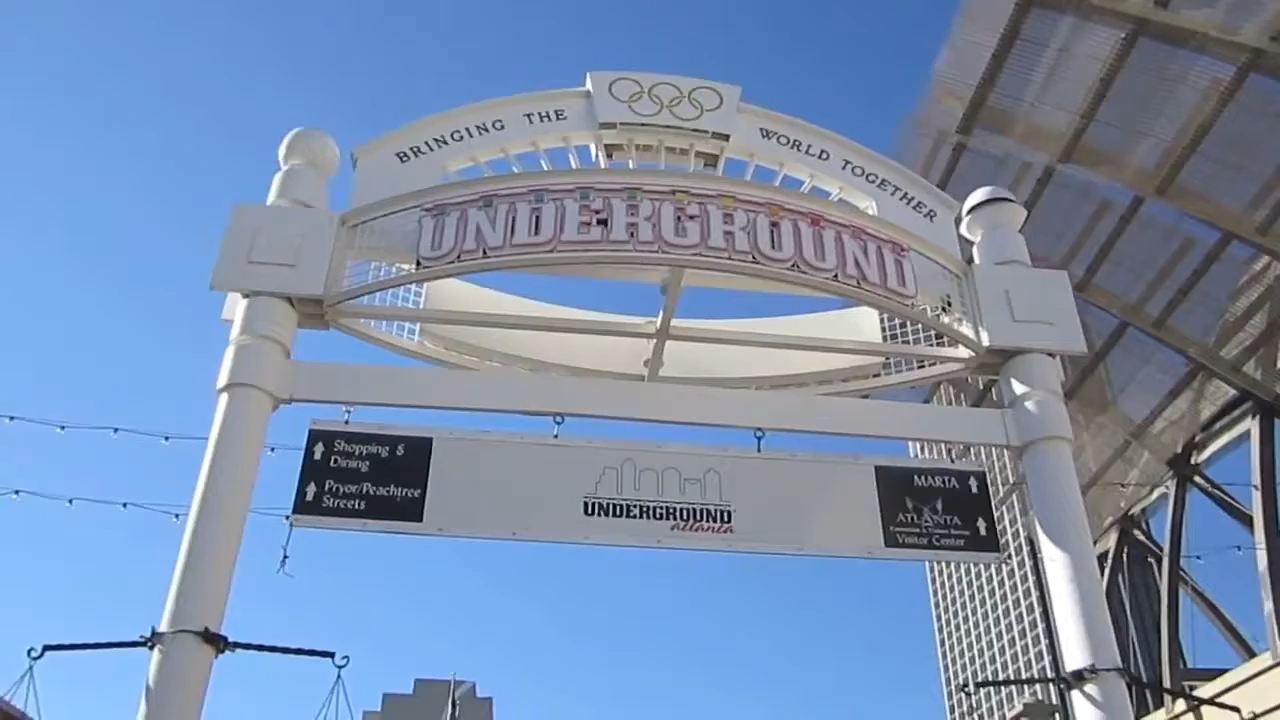 BRINGING THE WORLD TOGETHER
UNDERGROUND
Shopping &
Dining
Pryor/Peachtree
Streets
UNDERGROUND
atlanta
MARTA
ATLANTA
Visitor Center